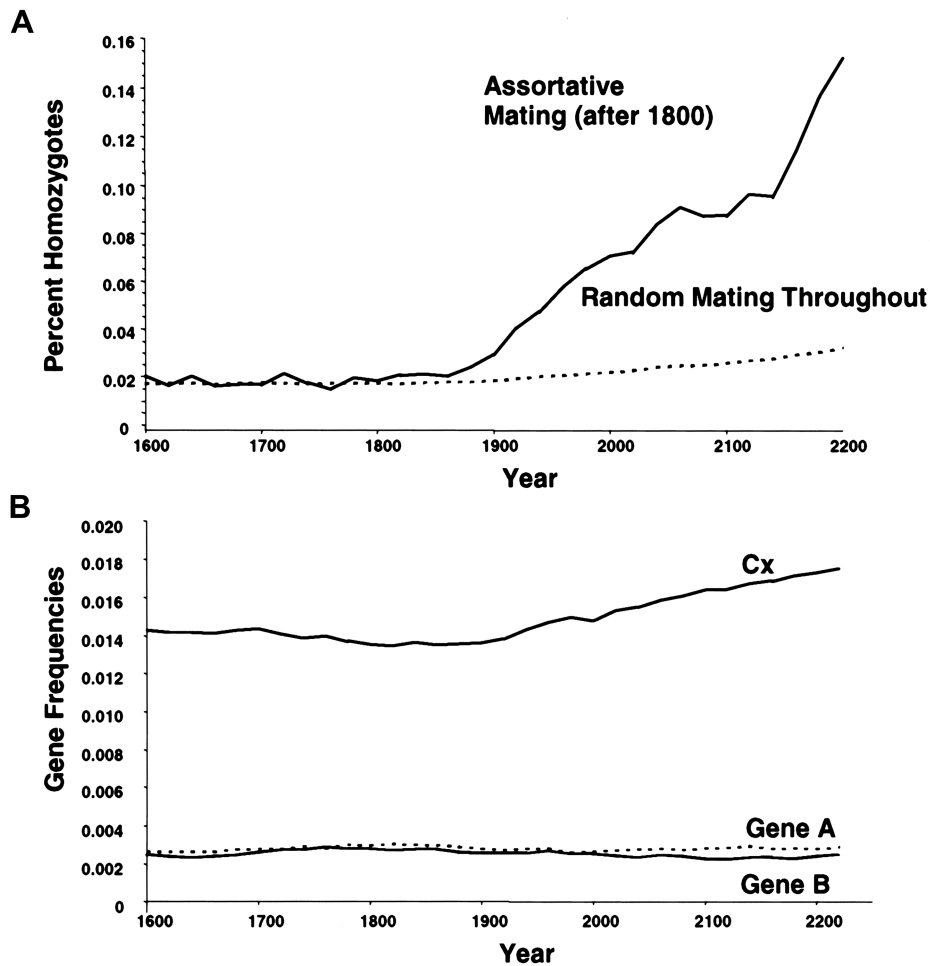 A
0.16
0.14
0.12
0.10
0.08
0.06
0.04
0.02
0
Percent Homozygotes
Assortative
Mating (after 1800)
Random Mating Throughout
1600 1700 1800 1900 2000 2100 2200
Year
B
0.020
0.018
0.016
0.014
0.012
0.010
0.008
0.006
0.004
0.002
0
Gene Frequencies
Cx
Gene A
Gene B
1600 1700 1800 1900 2000 2100 2200
Year